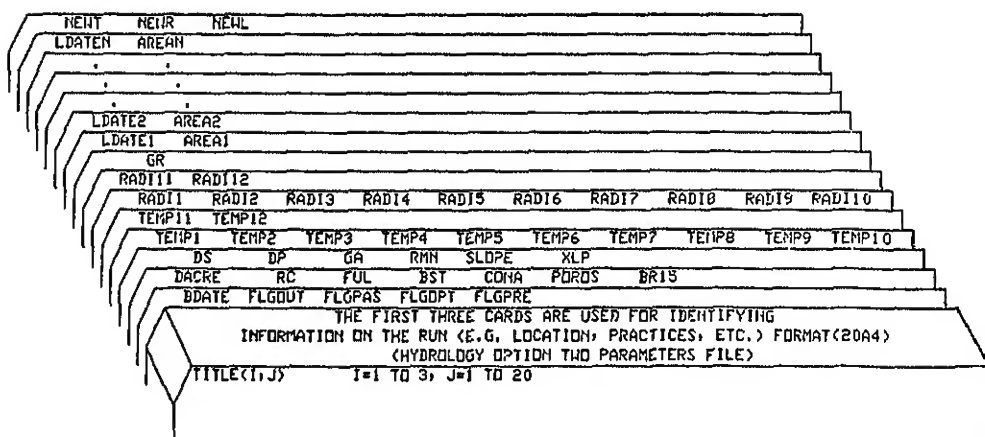 NEWT NEWR NEWL
LDATEN AREAN
. .
. .
. .
LDATE2 AREA2
LDATE1 AREA1
GR
RADI11 RADI12
RADI1 RADI2 RADI3 RADI4 RADI5 RADI6 RADI7 RADI8 RADI9 RADI10
TEMP11 TEMP12
TEMP1 TEMP2 TEMP3 TEMP4 TEMP5 TEMP6 TEMP7 TEMP8 TEMP9 TEMP10
DS DP GA RMN SLOPE XLP
DACRE RC FUL BST CONA POROS BR15
BDATE FLGOUT FLGPAS FLGOPT FLGPRE
THE FIRST THREE CARDS ARE USED FOR IDENTIFYING
INFORMATION ON THE RUN (E.G. LOCATION, PRACTICES, ETC.) FORMAT(20A4)
(HYDROLOGY OPTION TWO PARAMETERS FILE)
TITLE(I,J) I=1 TO 3, J=1 TO 20